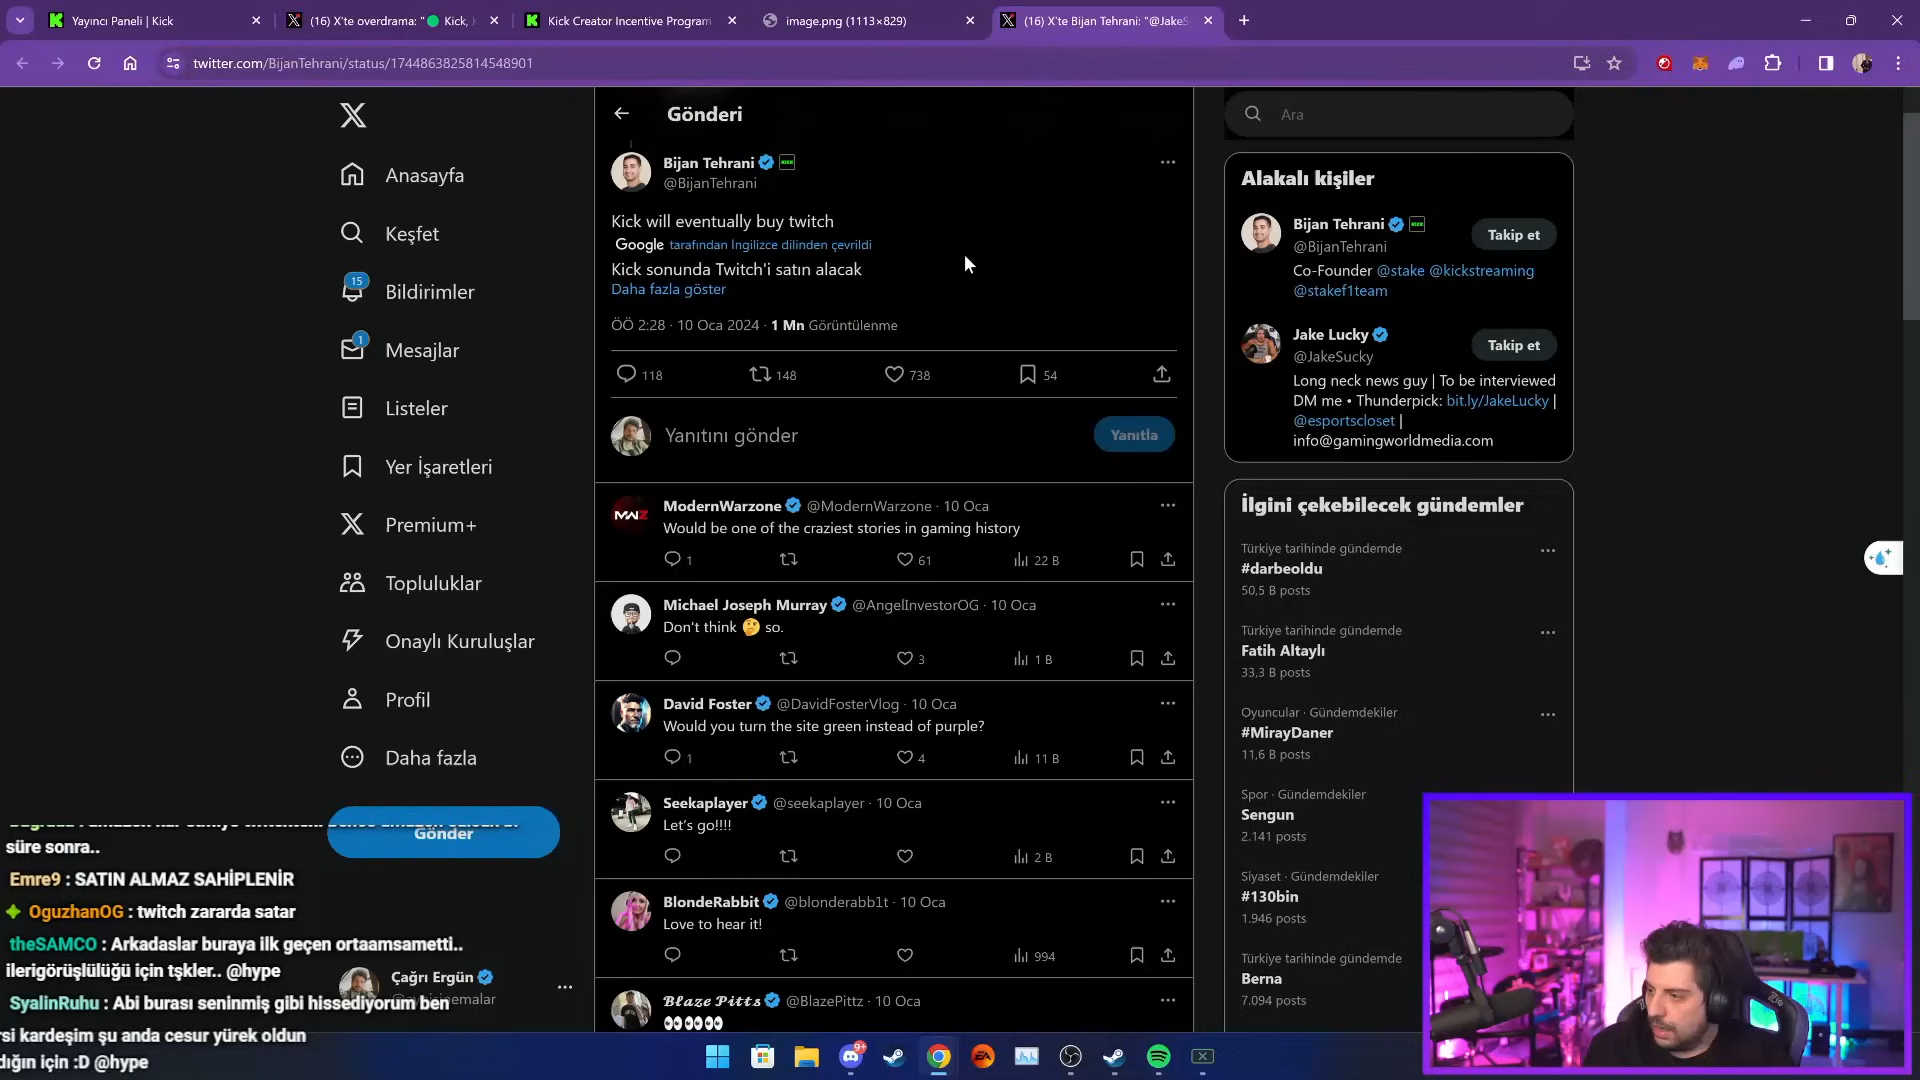 Yayıncı Paneli | Kick
(16) X'te overdrama: "🟢 Kick,
Kick Creator Incentive Program
image.png (1113×829)
(16) X'te Bijan Tehrani: "@JakeS
twitter.com/BijanTehrani/status/1744863825814548901
Anasayfa
Keşfet
15
Bildirimler
1
Mesajlar
Listeler
Yer İşaretleri
Premium+
Topluluklar
Onaylı Kuruluşlar
Profil
Daha fazla
Gönder
Çağrı Ergün
Gönderi
Bijan Tehrani
KICK
@BijanTehrani
Kick will eventually buy twitch
Google tarafından İngilizce dilinden çevrildi
Kick sonunda Twitch'i satın alacak
Daha fazla göster
ÖÖ 2:28 · 10 Oca 2024 · 1 Mn Görüntülenme
118 148 738 54
Yanıtını gönder
Yanıtla
ModernWarzone @ModernWarzone · 10 Oca
Would be one of the craziest stories in gaming history
1 61 22 B
Michael Joseph Murray @AngelInvestorOG · 10 Oca
Don't think 🤔 so.
3 1 B
David Foster @DavidFosterVlog · 10 Oca
Would you turn the site green instead of purple?
1 4 11 B
Seekaplayer @seekaplayer · 10 Oca
Let's go!!!!
2 B
BlondeRabbit @blonderabb1t · 10 Oca
Love to hear it!
994
𝓑𝓵𝓪𝔃𝓮 𝓟𝓲𝓽𝓽𝓼 @BlazePittz · 10 Oca
👀👀👀
Ara
Alakalı kişiler
Bijan Tehrani
KICK
@BijanTehrani
Takip et
Co-Founder @stake @kickstreaming
@stakef1team
Jake Lucky
@JakeSucky
Takip et
Long neck news guy | To be interviewed
DM me • Thunderpick: bit.ly/JakeLucky |
@esportscloset |
info@gamingworldmedia.com
İlgini çekebilecek gündemler
Türkiye tarihinde gündemde
#darbeoldu
50,5 B posts
Türkiye tarihinde gündemde
Fatih Altaylı
33,3 B posts
Oyuncular · Gündemdekiler
#MirayDaner
11,6 B posts
Spor · Gündemdekiler
Sengun
2.141 posts
Siyaset · Gündemdekiler
#130bin
1.946 posts
Türkiye tarihinde gündemde
Berna
7.094 posts
süre sonra..
Emre9 : SATIN ALMAZ SAHİPLENİR
OguzhanOG : twitch zararda satar
theSAMCO : Arkadaslar buraya ilk geçen ortaamsametti..
ilerigörüşlülüğü için tşkler.. @hype
SyalinRuhu : Abi burası seninmiş gibi hissediyorum ben
kardeşim şu anda cesur yürek oldun
için :D @hype
9+
EA